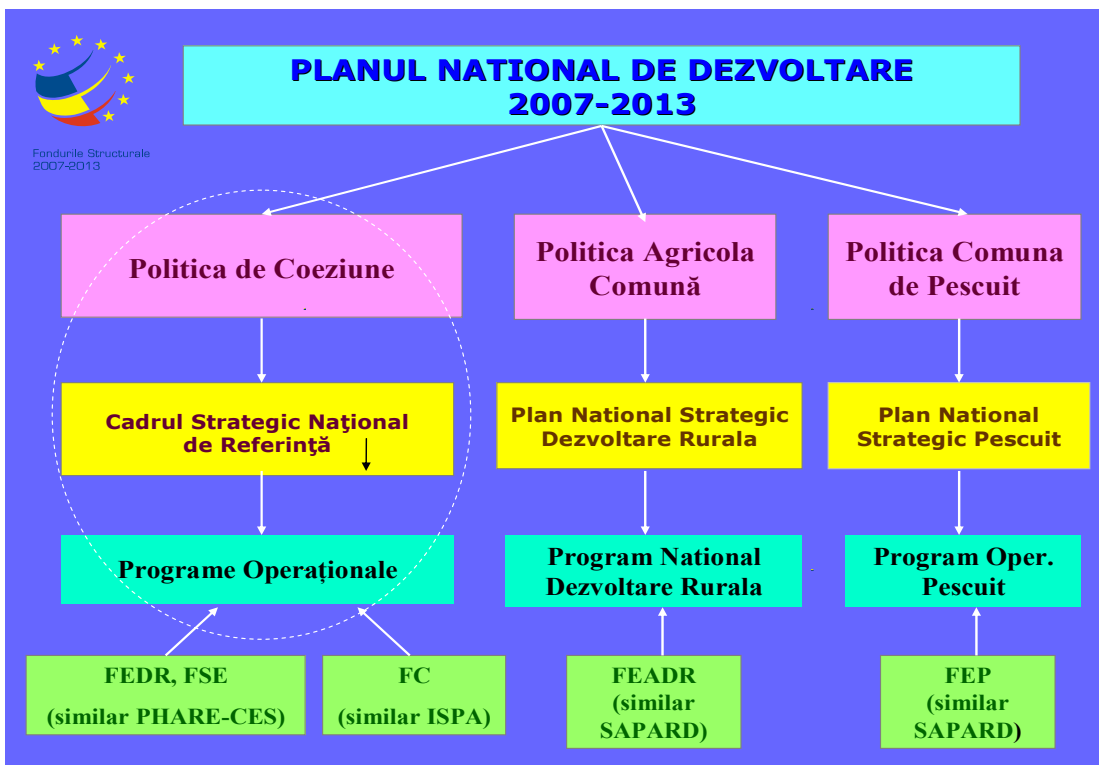 PLANUL NATIONAL DE DEZVOLTARE
2007-2013
Fondurile Structurale
2007-2013
Politica de Coeziune
Politica Agricola
Comună
Politica Comuna
de Pescuit
Cadrul Strategic Naţional
de Referinţă
Plan National Strategic
Dezvoltare Rurala
Plan National
Strategic Pescuit
Programe Operaționale
Program National
Dezvoltare Rurala
Program Oper.
Pescuit
FEDR, FSE
(similar PHARE-CES)
FC
(similar ISPA)
FEADR
(similar
SAPARD)
FEP
(similar
SAPARD)